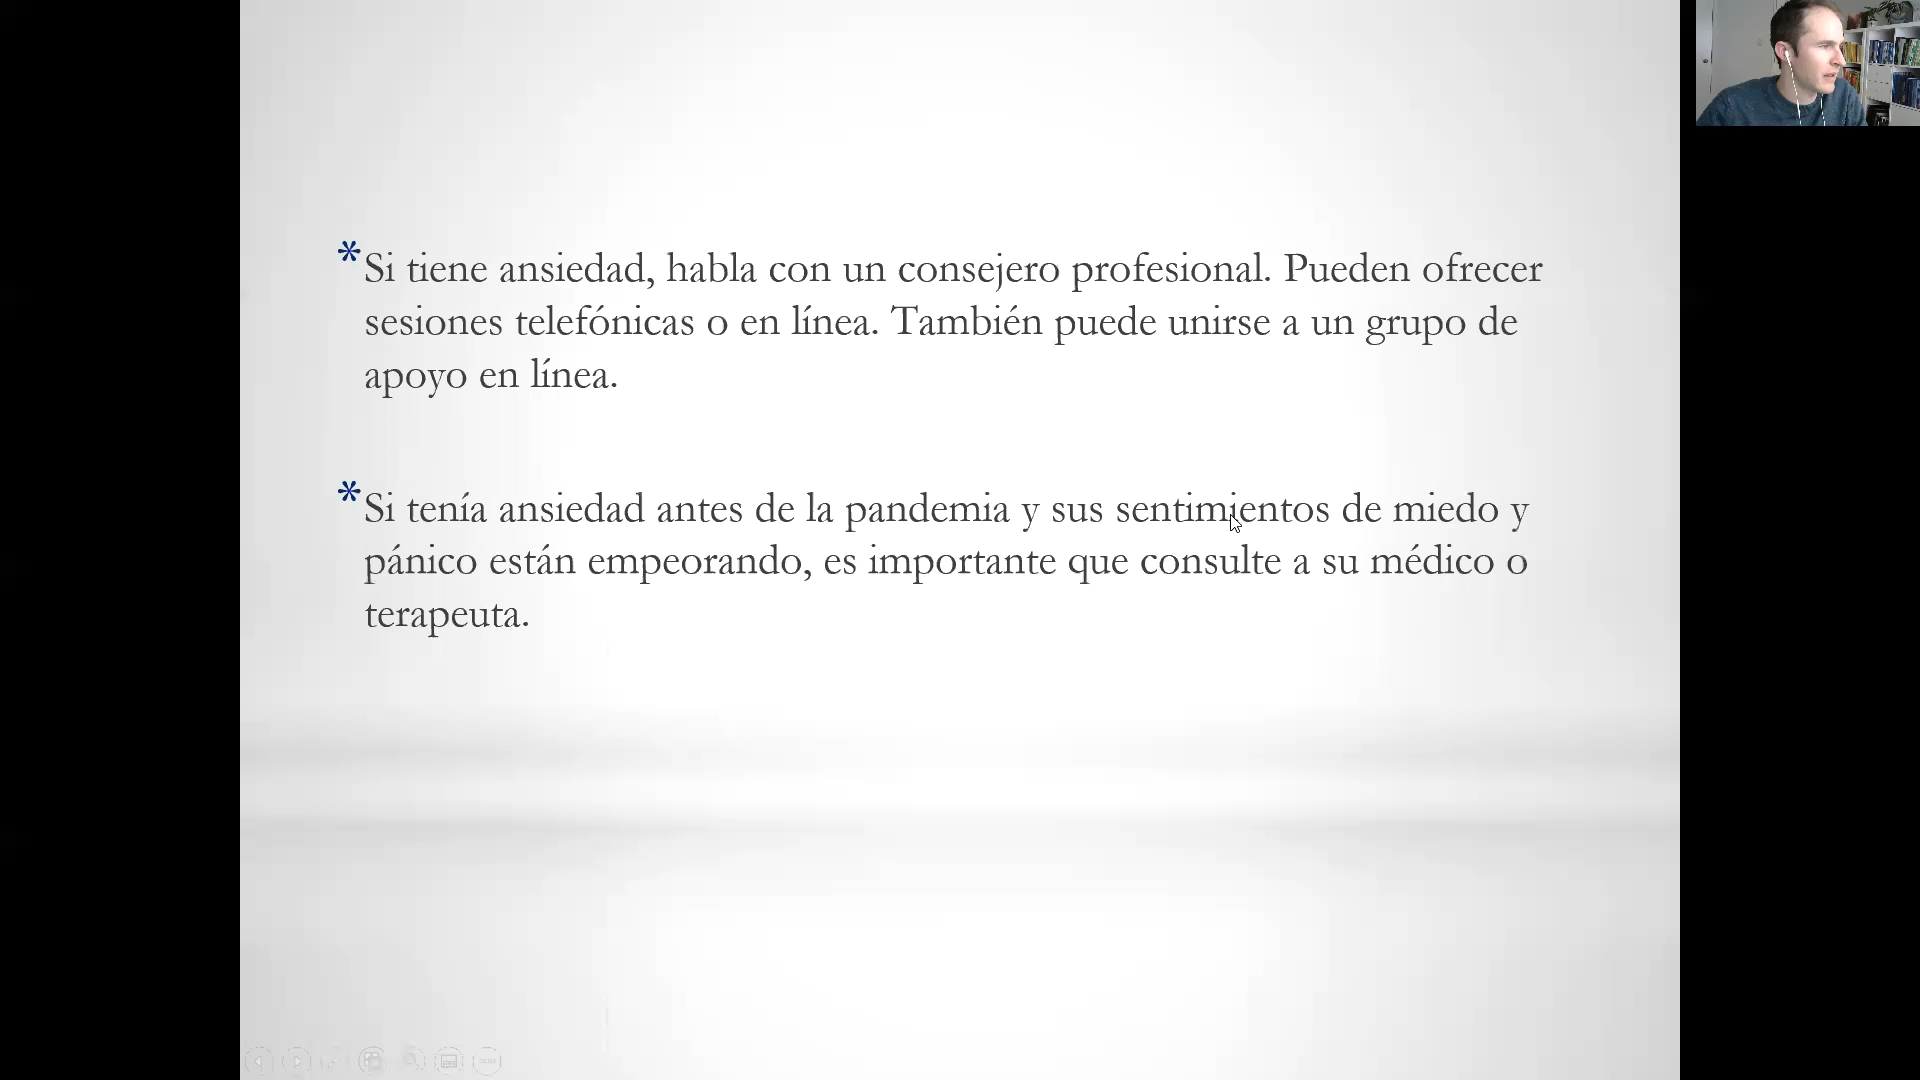 * Si tiene ansiedad, habla con un consejero profesional. Pueden ofrecer
sesiones telefónicas o en línea. También puede unirse a un grupo de
apoyo en línea.
* Si tenía ansiedad antes de la pandemia y sus sentimientos de miedo y
pánico están empeorando, es importante que consulte a su médico o
terapeuta.